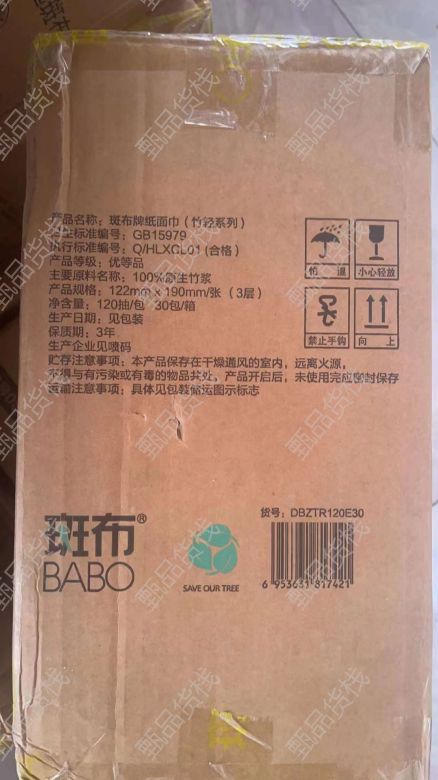 产品名称：斑布牌纸面巾（竹轻系列）
卫生标准编号：GB15979
执行标准编号：Q/HLXCL01 (合格)
产品等级：优等品
主要原料名称：100%原生竹浆
产品规格：122mm×190mm/张（3层）
净含量：120抽/包 30包/箱
生产日期：见包装
保质期：3年
生产企业见喷码
贮存注意事项：本产品保存在干燥通风的室内，远离火源，
不得与有污染或有毒的物品共处。产品开启后，未使用完应密封保存
运输注意事项：具体见包装储运图示标志
怕 湿
小心轻放
禁止手钩
向 上
斑布®
BABO
SAVE OUR TREE
货号：DBZTR120E30
6 953631 817421
甄品货栈